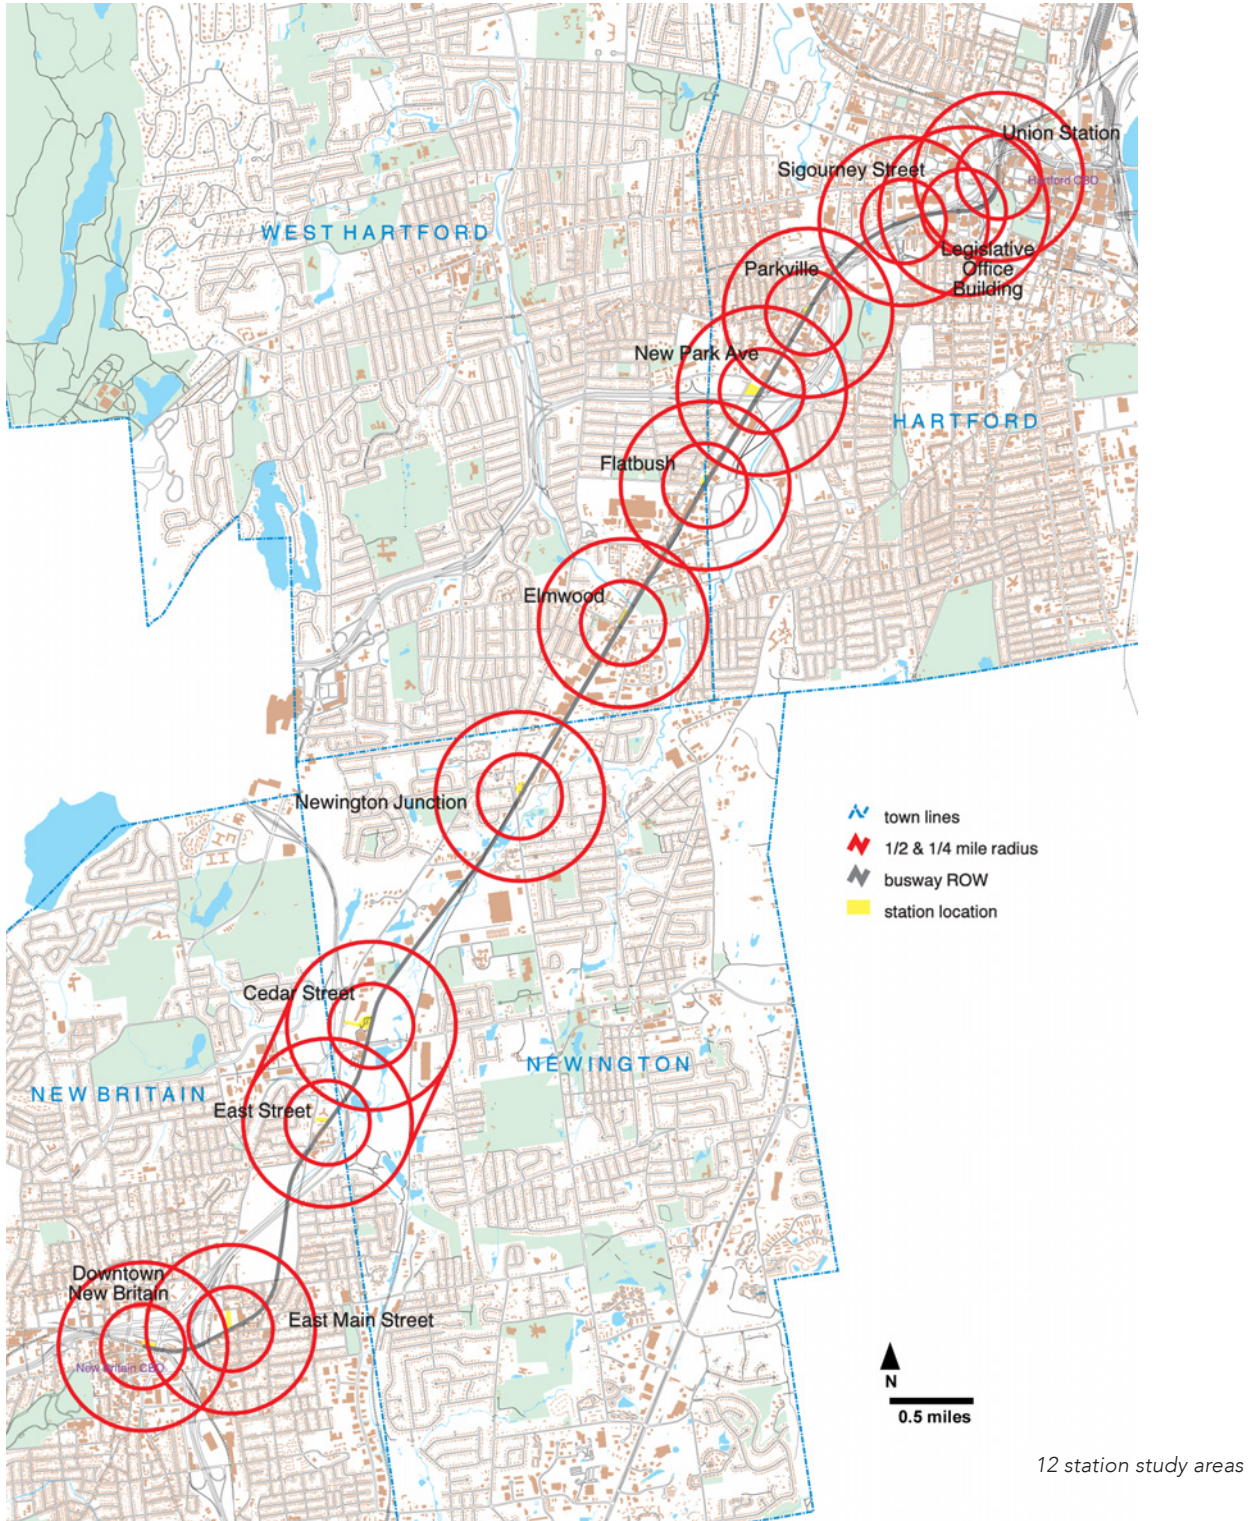 Union Station
Sigourney Street
Hartford CBD
WEST HARTFORD
Legislative
Office
Building
Parkville
New Park Ave
HARTFORD
Flatbush
Elmwood
Newington Junction
town lines
1/2 & 1/4 mile radius
busway ROW
station location
Cedar Street
NEWINGTON
NEW BRITAIN
East Street
Downtown
New Britain
East Main Street
New Britain CBD
N
0.5 miles
12 station study areas